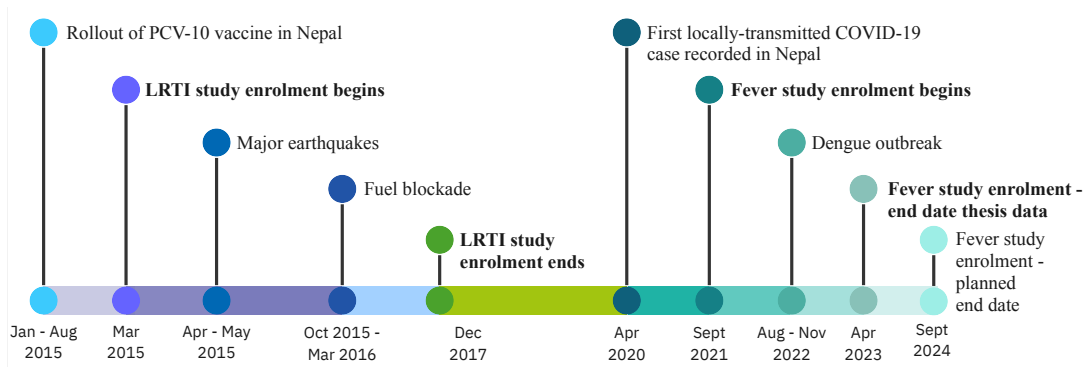 Rollout of PCV-10 vaccine in Nepal
LRTI study enrolment begins
Major earthquakes
Fuel blockade
LRTI study
enrolment ends
First locally-transmitted COVID-19
case recorded in Nepal
Fever study enrolment begins
Dengue outbreak
Fever study enrolment -
end date thesis data
Fever study
enrolment -
planned
end date
Jan - Aug
2015
Mar
2015
Apr - May
2015
Oct 2015 -
Mar 2016
Dec
2017
Apr
2020
Sept
2021
Aug - Nov
2022
Apr
2023
Sept
2024